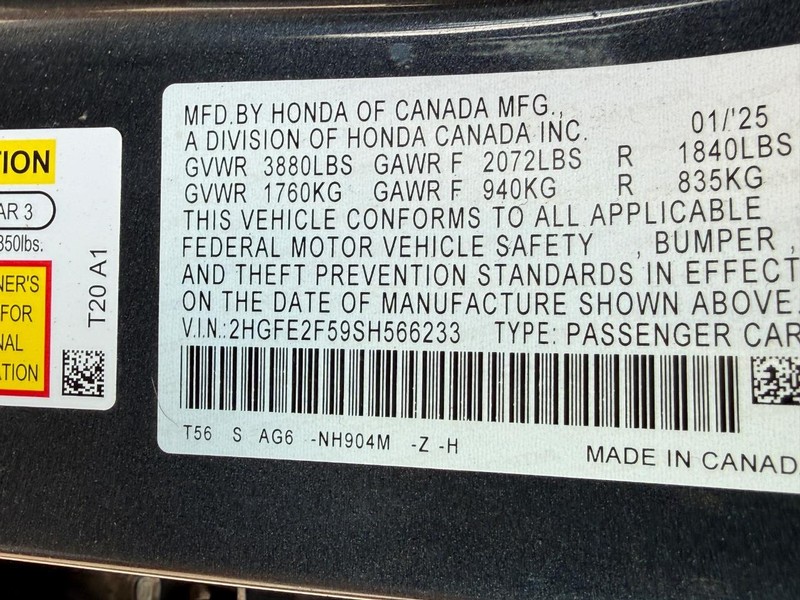 TION
AR 3
350lbs.
NER'S
FOR
NAL
ATION
T20 A1
MFD.BY HONDA OF CANADA MFG., 01/'25
A DIVISION OF HONDA CANADA INC.
GVWR 3880LBS GAWR F 2072LBS R 1840LBS
GVWR 1760KG GAWR F 940KG R 835KG
THIS VEHICLE CONFORMS TO ALL APPLICABLE
FEDERAL MOTOR VEHICLE SAFETY , BUMPER ,
AND THEFT PREVENTION STANDARDS IN EFFECT
ON THE DATE OF MANUFACTURE SHOWN ABOVE.
V.I.N.:2HGFE2F59SH566233 TYPE: PASSENGER CAR
T56 S AG6 -NH904M -Z -H
MADE IN CANAD